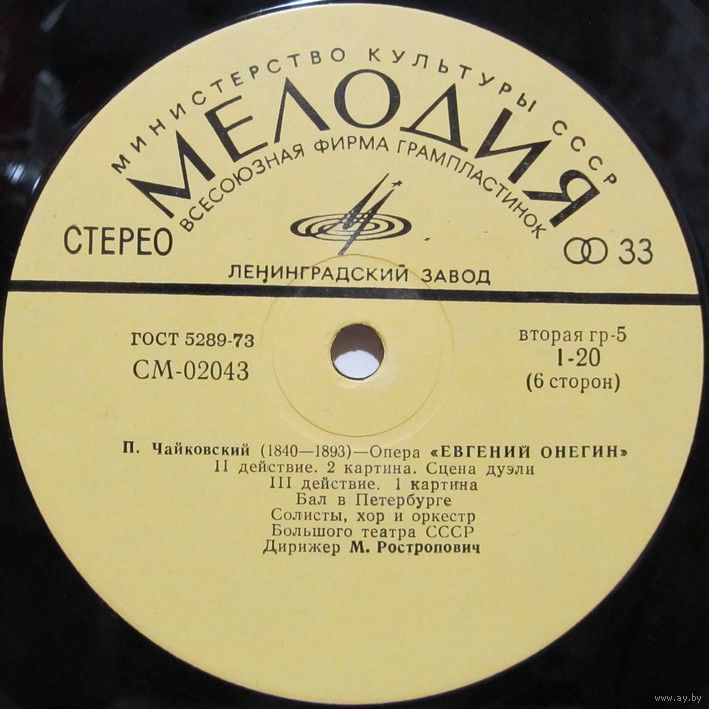 МИНИСТЕРСТВО КУЛЬТУРЫ СССР
МЕЛОДИЯ
ВСЕСОЮЗНАЯ ФИРМА ГРАМПЛАСТИНОК
СТЕРЕО
33
ЛЕНИНГРАДСКИЙ ЗАВОД
ГОСТ 5289-73
СМ-02043
вторая гр-5
1-20
(6 сторон)
П. Чайковский (1840—1893)—Опера «ЕВГЕНИЙ ОНЕГИН»
II действие. 2 картина. Сцена дуэли
III действие. 1 картина
Бал в Петербурге
Солисты, хор и оркестр
Большого театра СССР
Дирижер М. Ростропович
www.ay.by